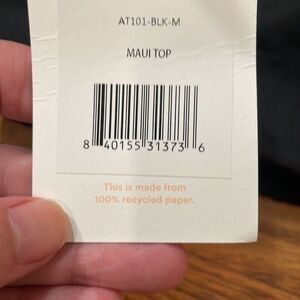 AT101-BLK-M
MAUI TOP
8 40155 31373 6
This is made from
100% recycled paper.